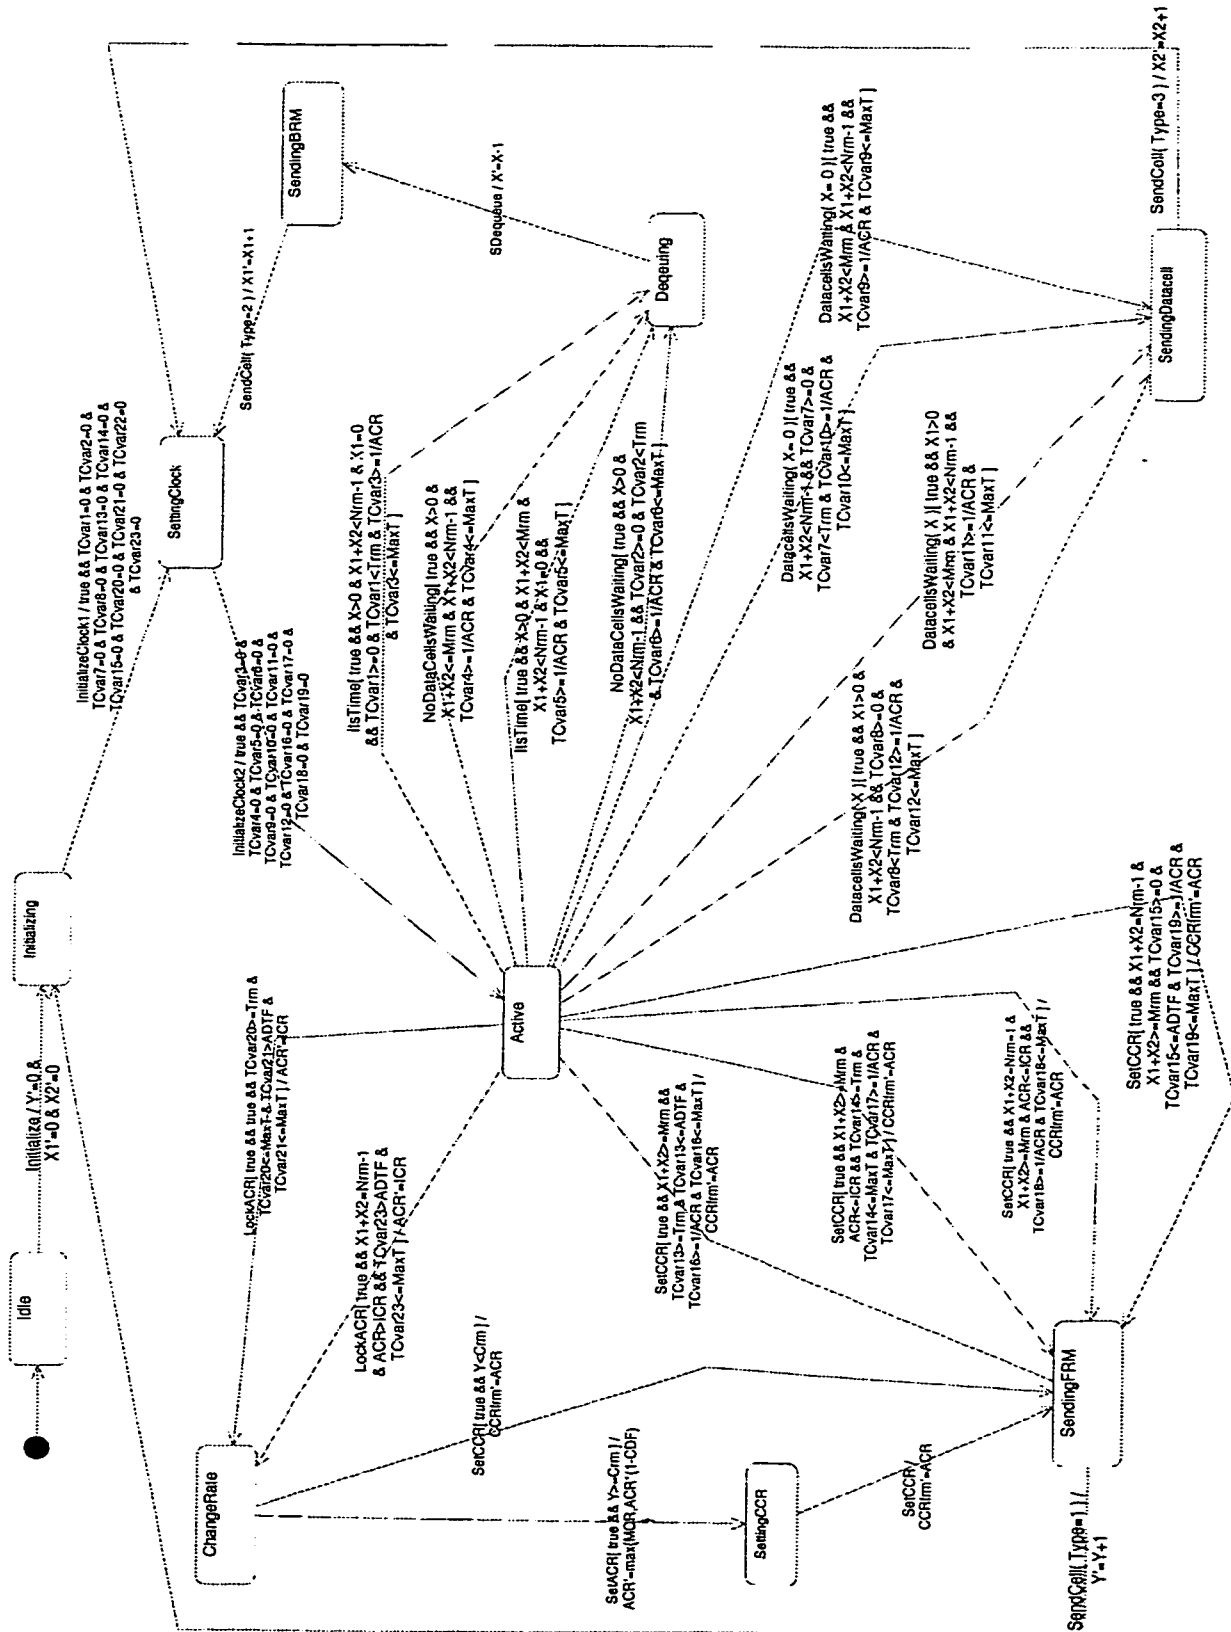 Idle
Initialize / Y'=0 &
X1'=0 & X2'=0
Initializing
InitializeClock1 / true && TCvar1=0 & TCvar2=0 &
TCvar7=0 & TCvar8=0 & TCvar13=0 & TCvar14=0 &
TCvar15=0 & TCvar20=0 & TCvar21=0 & TCvar22=0
& TCvar23=0
SettingClock
SendCell( Type=2 ) / X1'=X1+1
SendingBRM
InitializeClock2 / true && TCvar3=0 &
TCvar4=0 & TCvar5=0 & TCvar6=0 &
TCvar9=0 & TCvar10=0 & TCvar11=0 &
TCvar12=0 & TCvar16=0 & TCvar17=0 &
TCvar18=0 & TCvar19=0
SDequeue / X'=X-1
ItsTime[ true && X>0 & X1+X2<Nrm-1 & X1=0
&& TCvar1>=0 & TCvar1<Trm & TCvar3>=1/ACR
& TCvar3<=MaxT ]
NoDataCellsWaiting[ true && X>0 &
X1+X2<=Mrm & X1+X2<Nrm-1 &&
TCvar4>=1/ACR & TCvar4<=MaxT ]
ItsTime[ true && X>0 & X1+X2<Mrm &
X1+X2<Nrm-1 & X1=0 &&
TCvar5>=1/ACR & TCvar5<=MaxT ]
NoDataCellsWaiting[ true && X>0 &
X1+X2<Nrm-1 && TCvar2>=0 & TCvar2<Trm
& TCvar6>=1/ACR & TCvar6<=MaxT ]
Deqeuing
LockACR[ true && true && TCvar20>=Trm &
TCvar20<=MaxT & TCvar21>ADTF &
TCvar21<=MaxT ] / ACR'=ICR
Active
LockACR[ true && X1+X2=Nrm-1
& ACR>ICR && TCvar23>ADTF &
TCvar23<=MaxT ] / ACR'=ICR
ChangeRate
DatacellsWaiting( X= 0 )[ true &&
X1+X2<Mrm & X1+X2<Nrm-1 &&
TCvar9>=1/ACR & TCvar9<=MaxT ]
DatacellsWaiting( X= 0 )[ true &&
X1+X2<Nrm-1 && TCvar7>=0 &
TCvar7<Trm & TCvar10>=1/ACR &
TCvar10<=MaxT ]
DatacellsWaiting( X )[ true && X1>0
& X1+X2<Mrm & X1+X2<Nrm-1 &&
TCvar11>=1/ACR &
TCvar11<=MaxT ]
DatacellsWaiting( X )[ true && X1>0 &
X1+X2<Nrm-1 && TCvar8>=0 &
TCvar8<Trm & TCvar12>=1/ACR &
TCvar12<=MaxT ]
SetCCR[ true && X1+X2>=Mrm &&
TCvar13>=Trm & TCvar13<=ADTF &
TCvar16>=1/ACR & TCvar16<=MaxT ] /
CCRfrm'=ACR
SetCCR[ true && X1+X2>=Mrm &
ACR<=ICR && TCvar14>=Trm &
TCvar14<=MaxT & TCvar17>=1/ACR &
TCvar17<=MaxT ] / CCRfrm'=ACR
SetCCR[ true && X1+X2=Nrm-1 &
X1+X2>=Mrm & ACR<=ICR &&
TCvar18>=1/ACR & TCvar18<=MaxT ] /
CCRfrm'=ACR
SetCCR[ true && X1+X2=Nrm-1 &
X1+X2>=Mrm && TCvar15>=0 &
TCvar15<=ADTF & TCvar19>=1/ACR &
TCvar19<=MaxT ] / CCRfrm'=ACR
SetCCR[ true && Y<Crm ] /
CCRfrm'=ACR
SetACR[ true && Y>=Crm ] /
ACR'=max(MCR,ACR*(1-CDF)
SettingCCR
SetCCR /
CCRfrm'=ACR
SendingFRM
SendCell( Type=1 ) /
Y'=Y+1
SendingDatacell
SendCell( Type=3 ) / X2'=X2+1